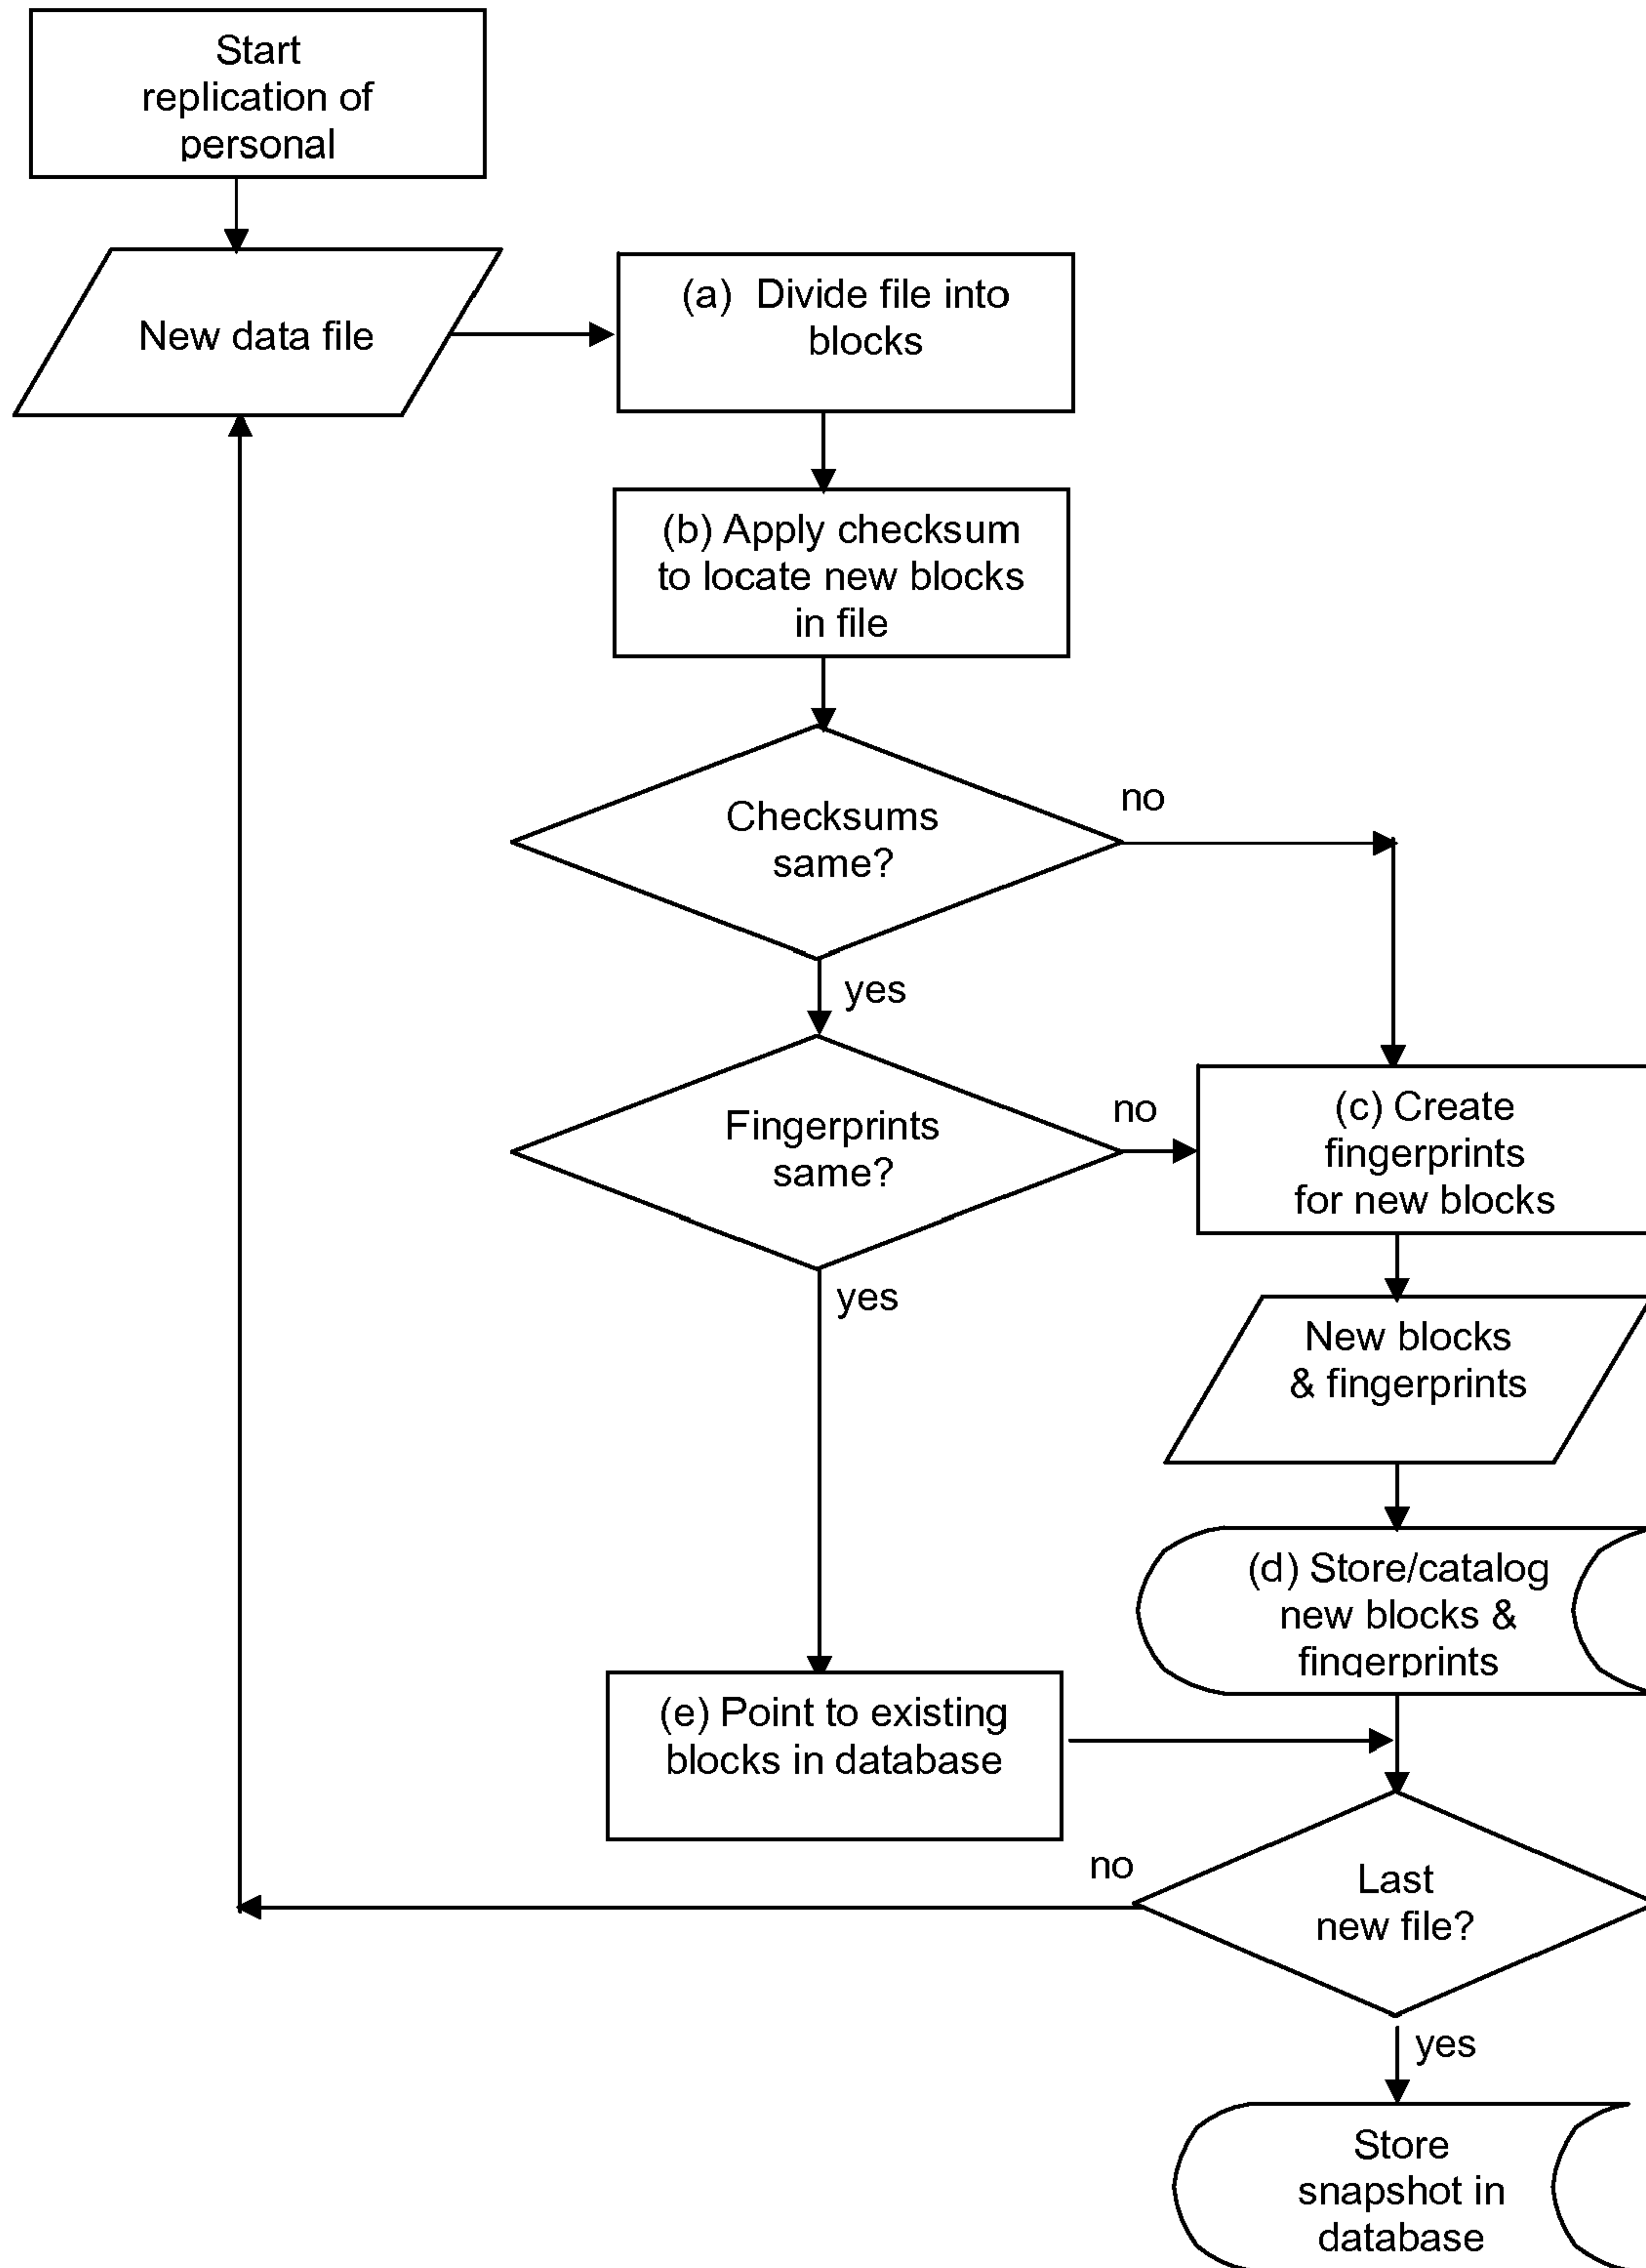 Start
replication of
personal
New data file
(a) Divide file into
blocks
(b) Apply checksum
to locate new blocks
in file
Checksums
same?
no
yes
Fingerprints
same?
no
yes
(c) Create
fingerprints
for new blocks
New blocks
& fingerprints
(d) Store/catalog
new blocks &
fingerprints
(e) Point to existing
blocks in database
Last
new file?
no
yes
Store
snapshot in
database